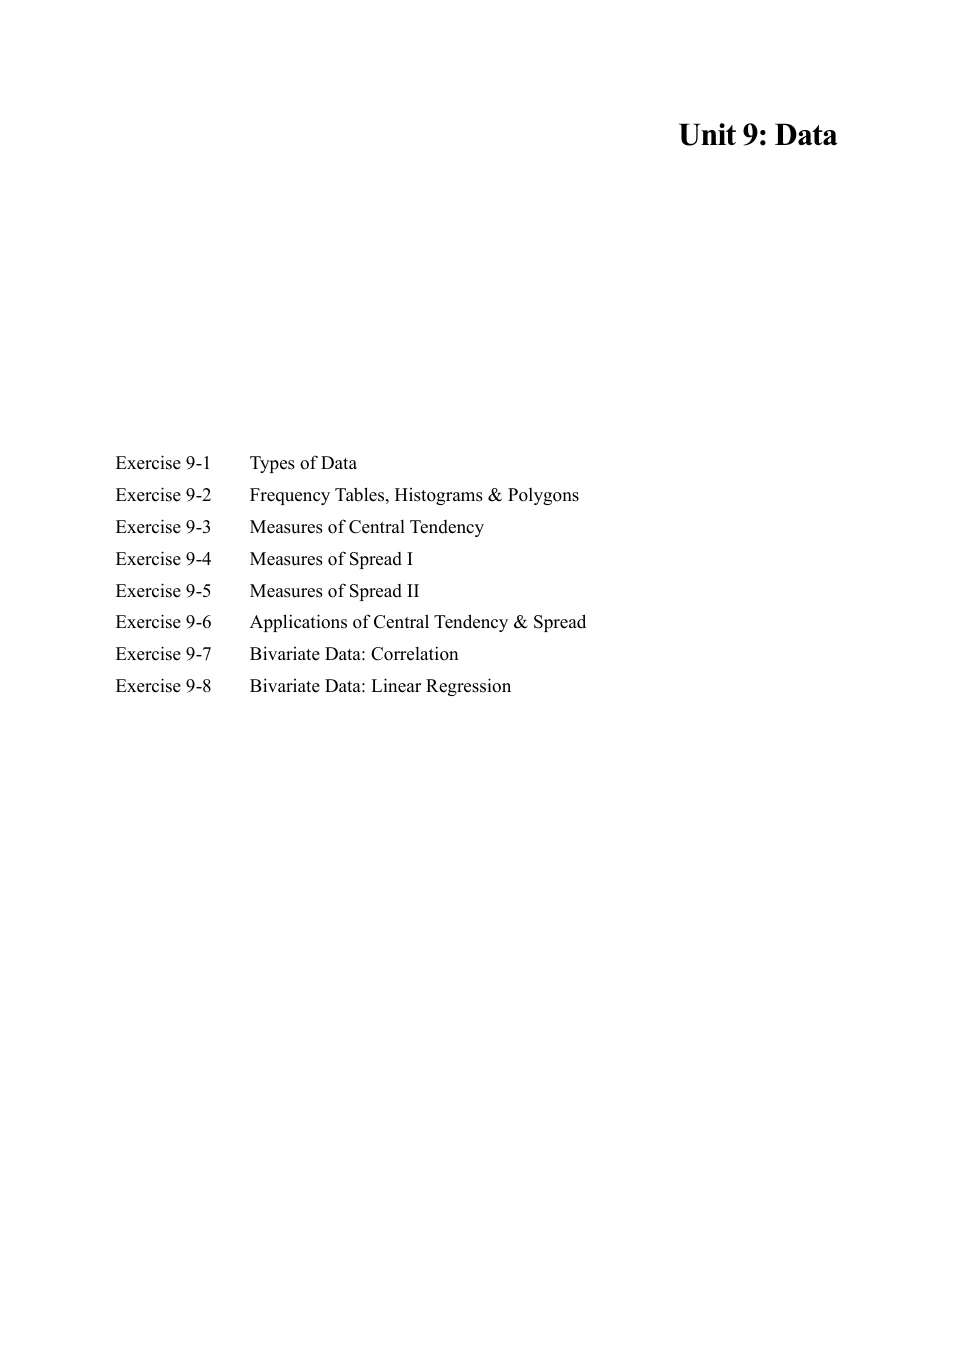 Unit 9: Data
Exercise 9-1 Types of Data
Exercise 9-2 Frequency Tables, Histograms & Polygons
Exercise 9-3 Measures of Central Tendency
Exercise 9-4 Measures of Spread I
Exercise 9-5 Measures of Spread II
Exercise 9-6 Applications of Central Tendency & Spread
Exercise 9-7 Bivariate Data: Correlation
Exercise 9-8 Bivariate Data: Linear Regression